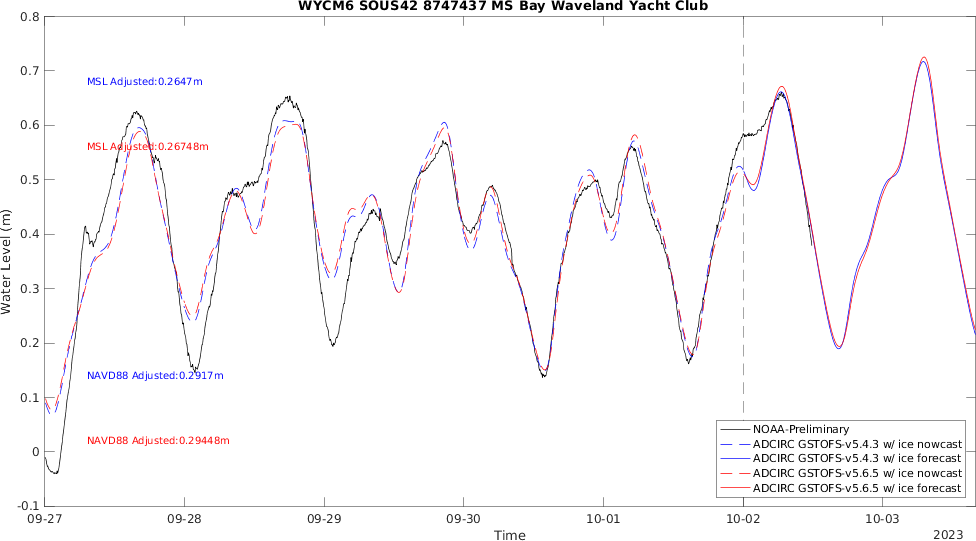 WYCM6 SOUS42 8747437 MS Bay Waveland Yacht Club
0.8
0.7
0.6
0.5
0.4
0.3
0.2
0.1
0
-0.1
Water Level (m)
MSL Adjusted:0.2647m
MSL Adjusted:0.26748m
NAVD88 Adjusted:0.2917m
NAVD88 Adjusted:0.29448m
NOAA-Preliminary
ADCIRC GSTOFS-v5.4.3 w/ ice nowcast
ADCIRC GSTOFS-v5.4.3 w/ ice forecast
ADCIRC GSTOFS-v5.6.5 w/ ice nowcast
ADCIRC GSTOFS-v5.6.5 w/ ice forecast
09-27 09-28 09-29 09-30 10-01 10-02 10-03
Time
2023